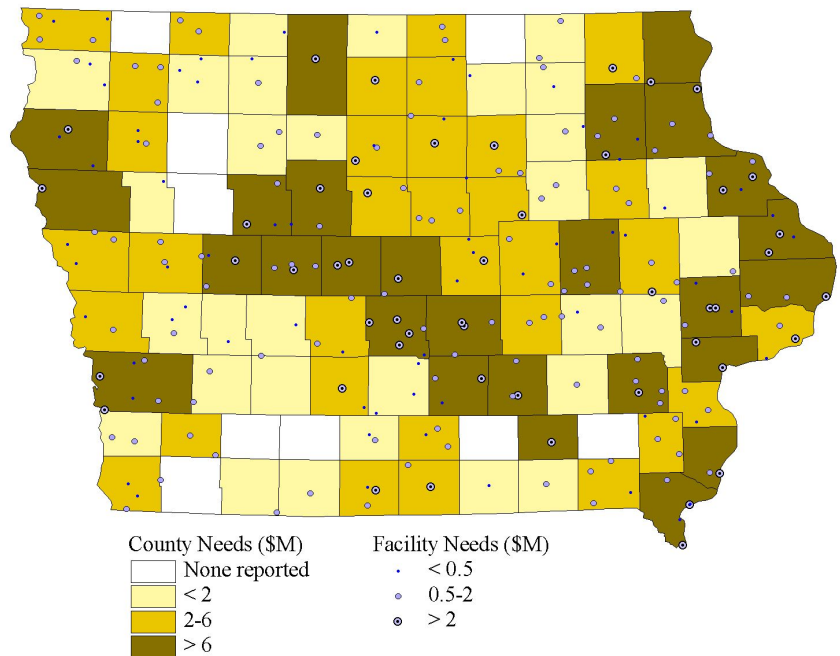 County Needs ($M)
None reported
< 2
2-6
> 6
Facility Needs ($M)
< 0.5
0.5-2
> 2